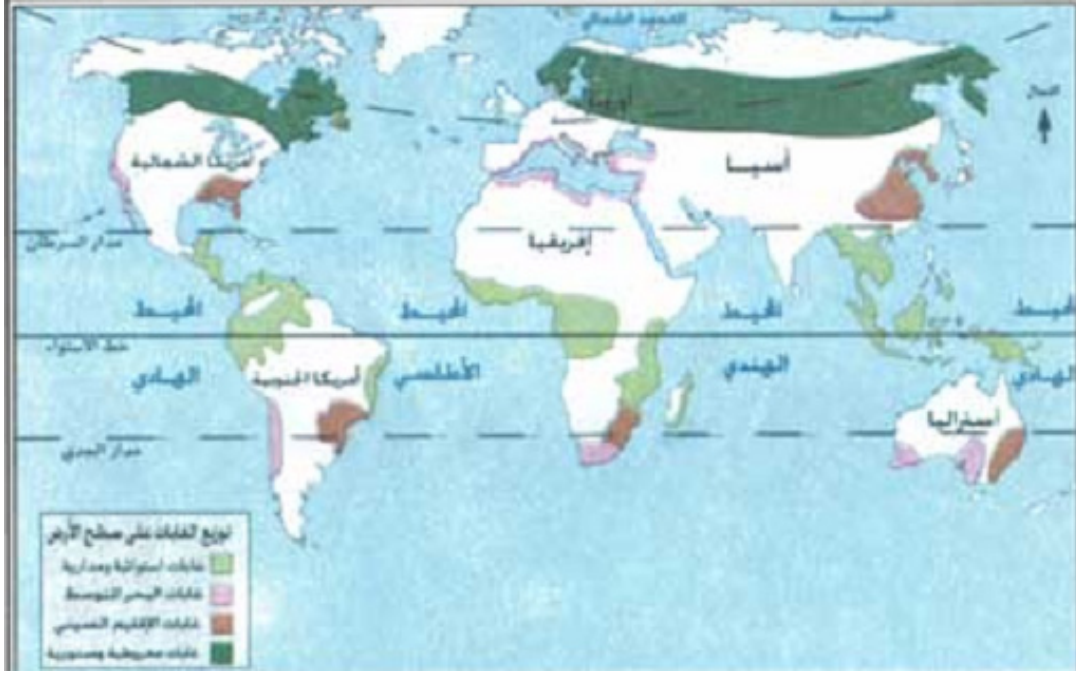 المحيط
المتجمد الشمالي
الشمال
أوروبا
أمريكا الشمالية
آسيا
مدار السرطان
إفريقيا
المحيط
المحيط
المحيط
المحيط
خط الاستواء
الهادي
الأطلسي
الهندي
الهادي
أمريكا الجنوبية
أستراليا
مدار الجدي
توزيع الغابات على سطح الأرض
غابات استوائية ومدارية
غابات البحر المتوسط
غابات الإقليم الصيني
غابات مخروطية وصنوبرية